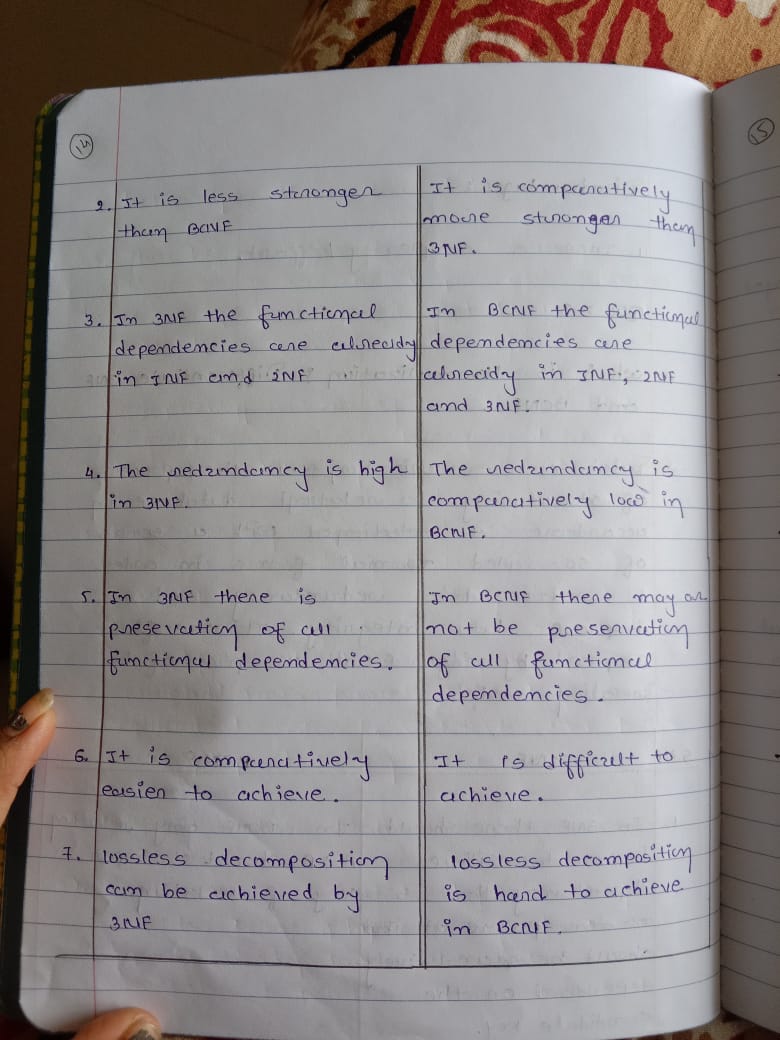 14
15
2. It is less stronger
than BCNF
It is comparatively
more stronger than
3NF.
3. In 3NF the functional
dependencies are already
in 1NF and 2NF
In BCNF the functional
dependencies are
already in 1NF, 2NF
and 3NF.
4. The redundancy is high
in 3NF.
The redundancy is
comparatively low in
BCNF.
5. In 3NF there is
presevation of all
functional dependencies.
In BCNF there may or
not be preservation
of all functional
dependencies.
6. It is comparatively
easier to achieve.
It is difficult to
achieve.
7. lossless decomposition
can be achieved by
3NF
lossless decomposition
is hard to achieve
in BCNF.